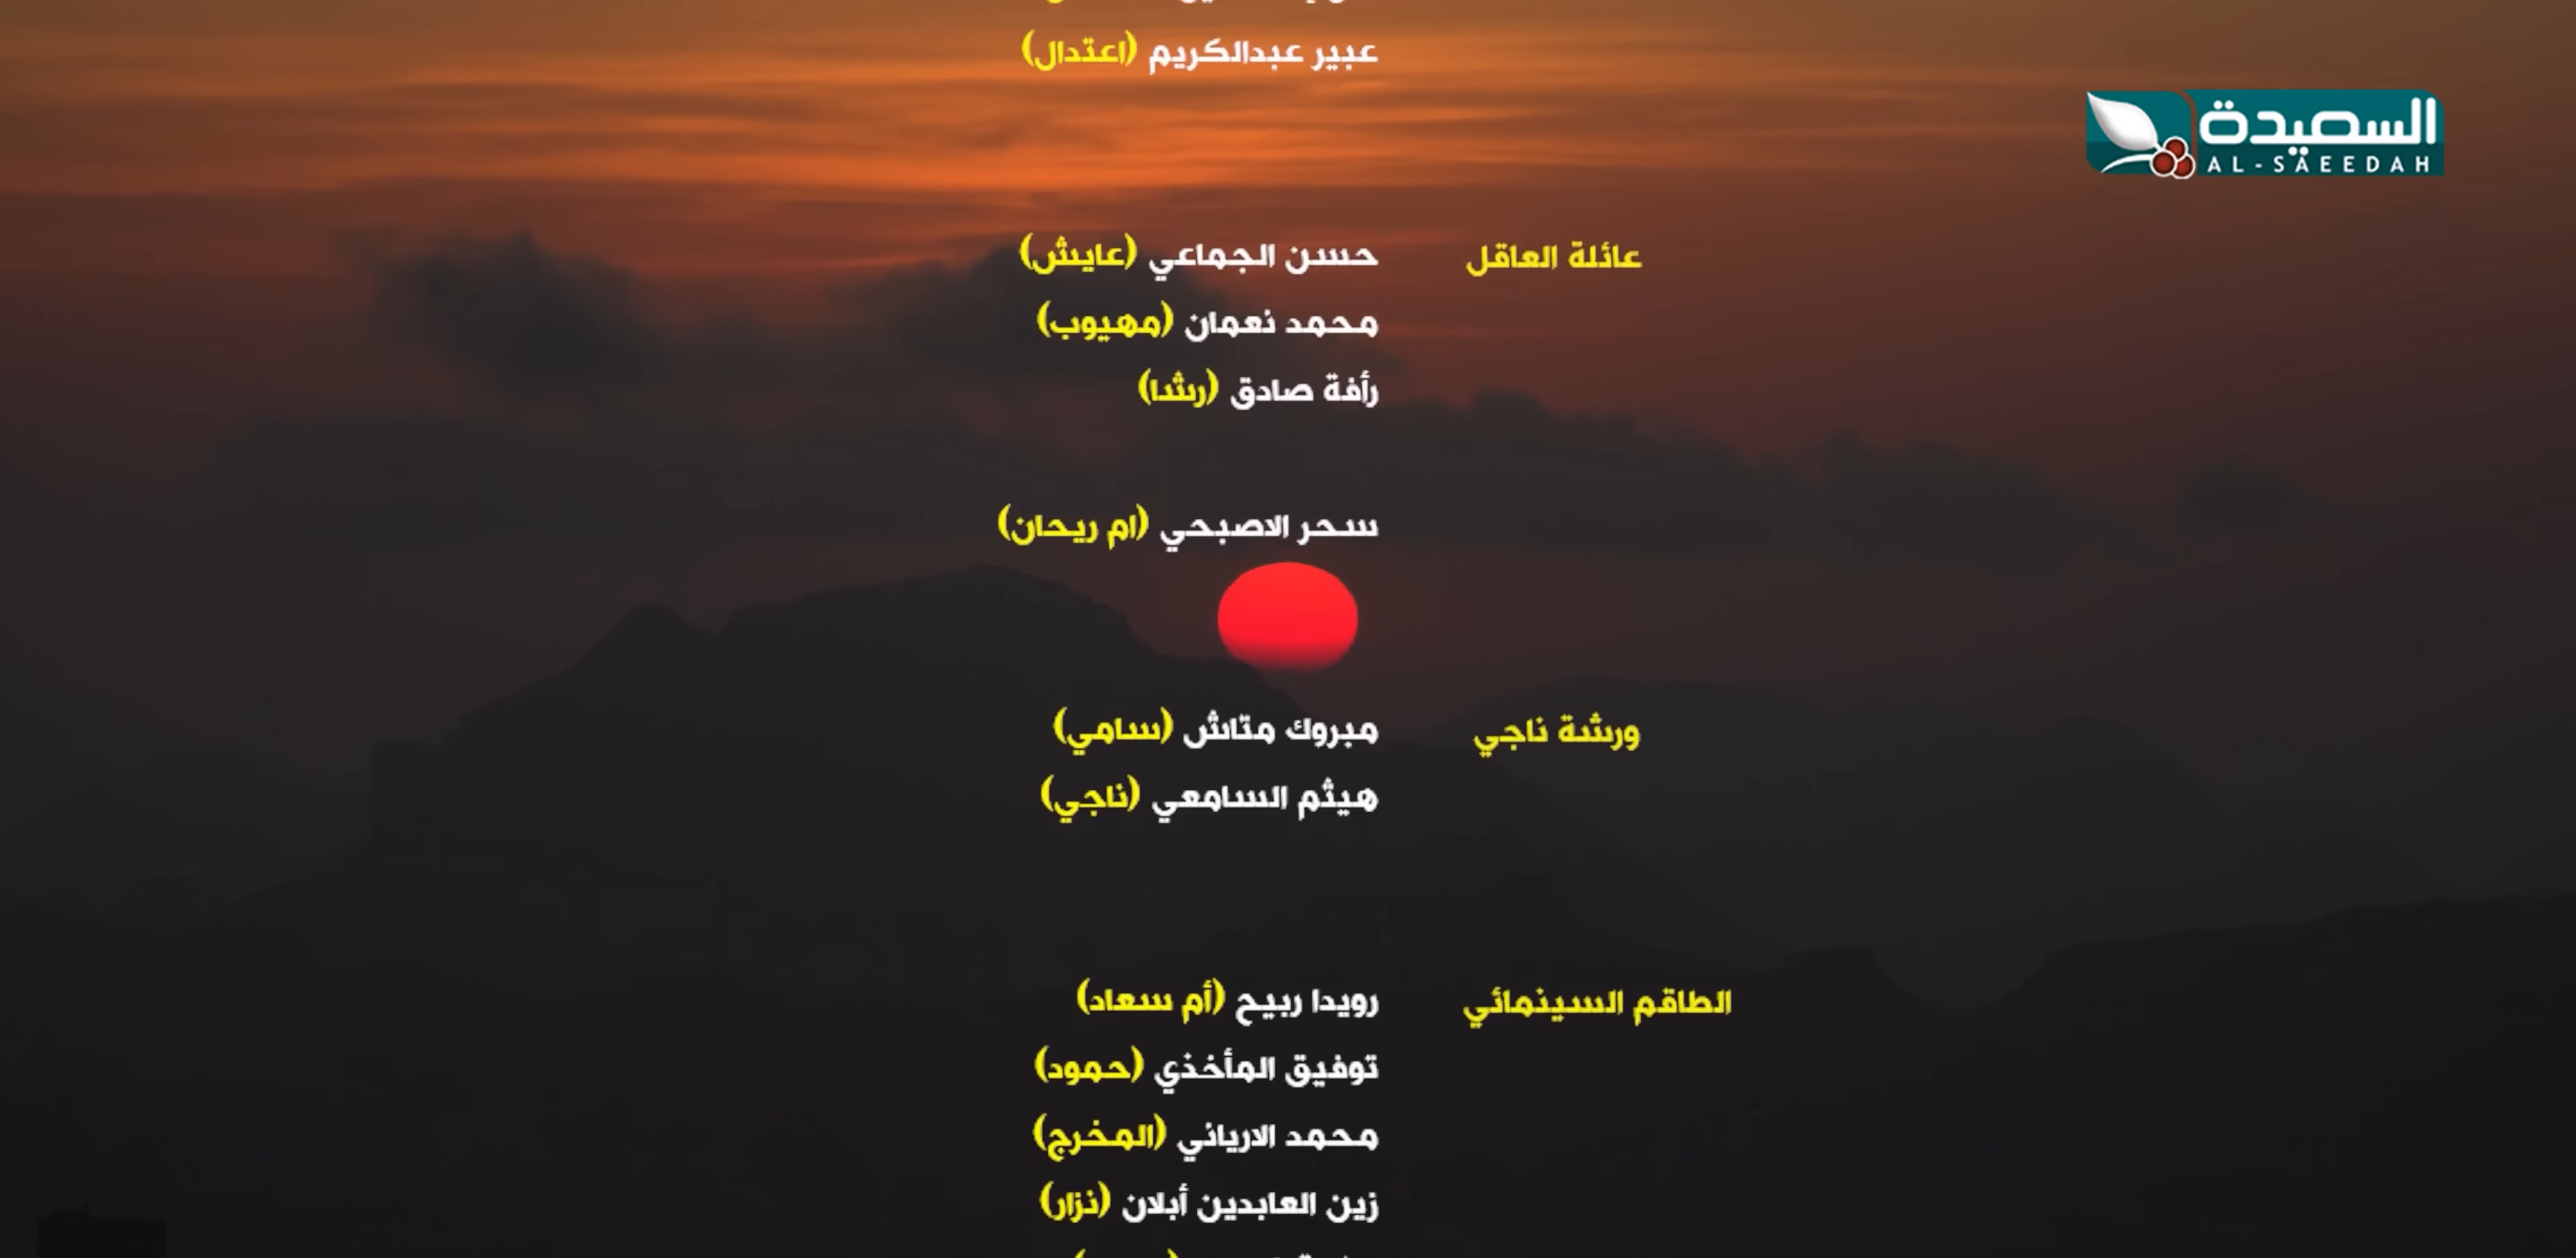 عبير عبدالكريم (اعتدال)
السعيدة
AL-SAEEDAH
عائلة العاقل حسن الجماعي (عايش)
محمد نعمان (مهيوب)
رأفة صادق (رشا)
سحر الاصبحي (ام ريحان)
ورشة ناجي مبروك متاش (سامي)
هيثم السامعي (ناجي)
الطاقم السينمائي رويدا ربيح (أم سعاد)
توفيق المأخذي (حمود)
محمد الارياني (المخرج)
زين العابدين أبلان (نزار)